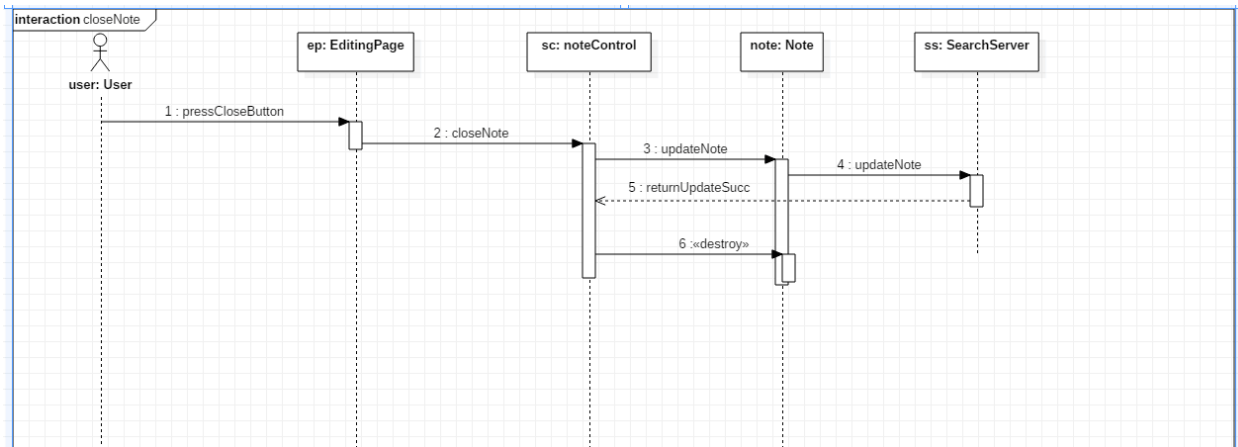 interaction closeNote
user: User
ep: EditingPage
sc: noteControl
note: Note
ss: SearchServer
1 : pressCloseButton
2 : closeNote
3 : updateNote
4 : updateNote
5 : returnUpdateSucc
6 :«destroy»